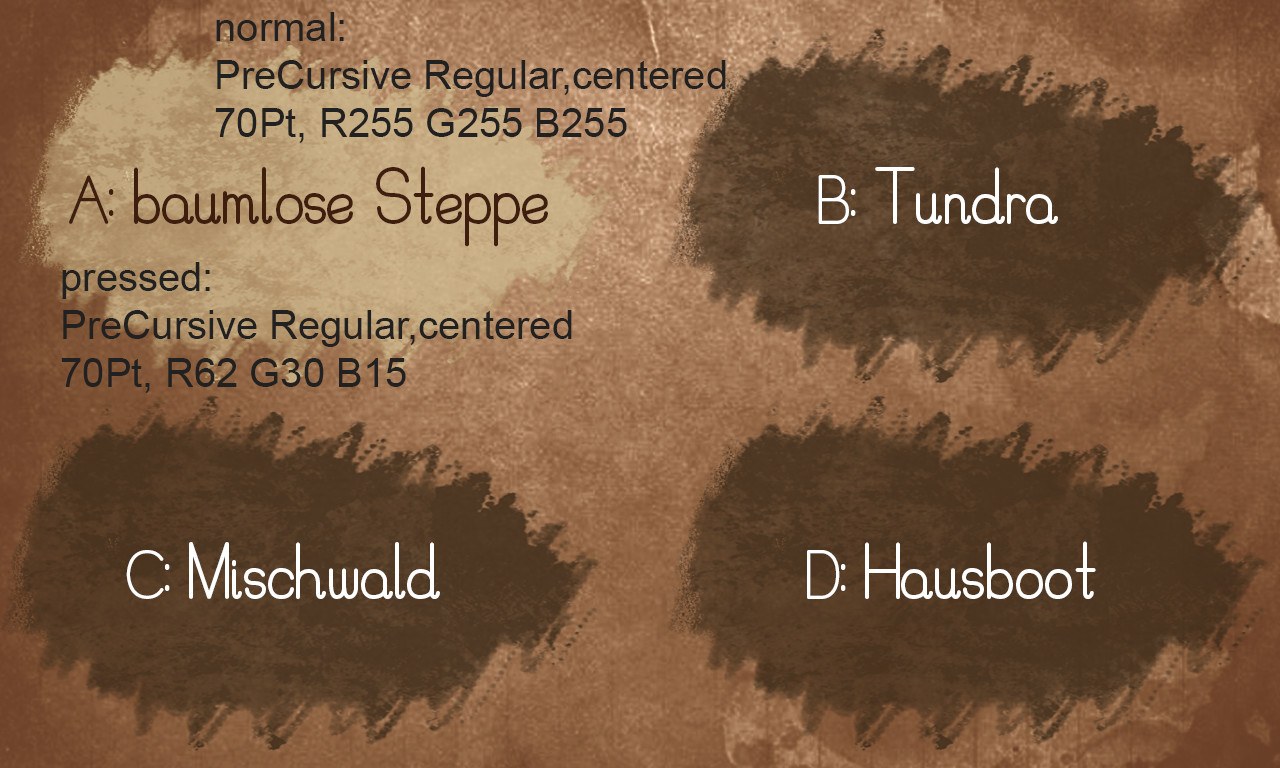 normal:
PreCursive Regular,centered
70Pt, R255 G255 B255
A: baumlose Steppe
pressed:
PreCursive Regular,centered
70Pt, R62 G30 B15
B: Tundra
C: Mischwald
D: Hausboot